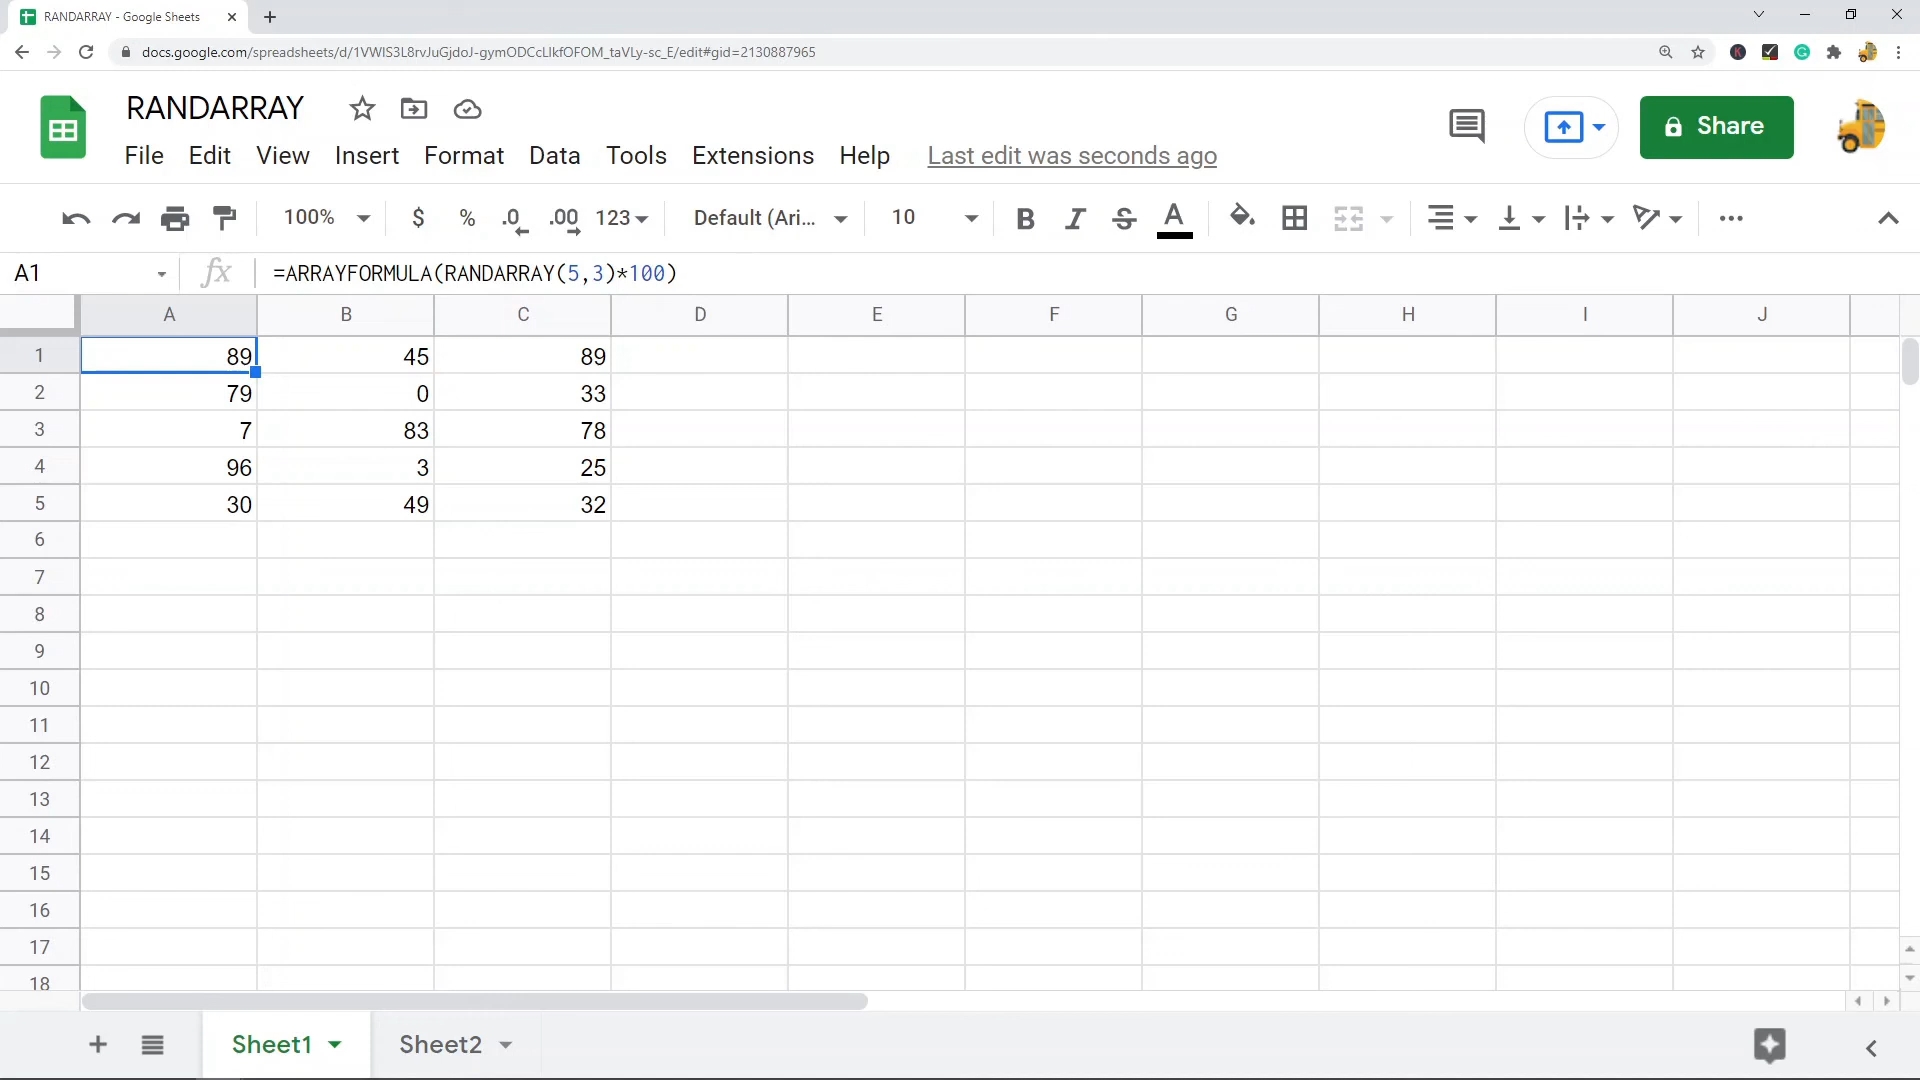 RANDARRAY - Google Sheets
docs.google.com/spreadsheets/d/1VWIS3L8rvJuGjdoJ-gymODCcLIkfOFOM_taVLy-sc_E/edit#gid=2130887965
RANDARRAY
Share
File Edit View Insert Format Data Tools Extensions Help Last edit was seconds ago
100% $ % .0 .00 123 Default (Ari... 10 B I S A
A1 fx =ARRAYFORMULA(RANDARRAY(5,3)*100)
A B C D E F G H I J
1 89 45 89
2 79 0 33
3 7 83 78
4 96 3 25
5 30 49 32
6
7
8
9
10
11
12
13
14
15
16
17
18
Sheet1 Sheet2